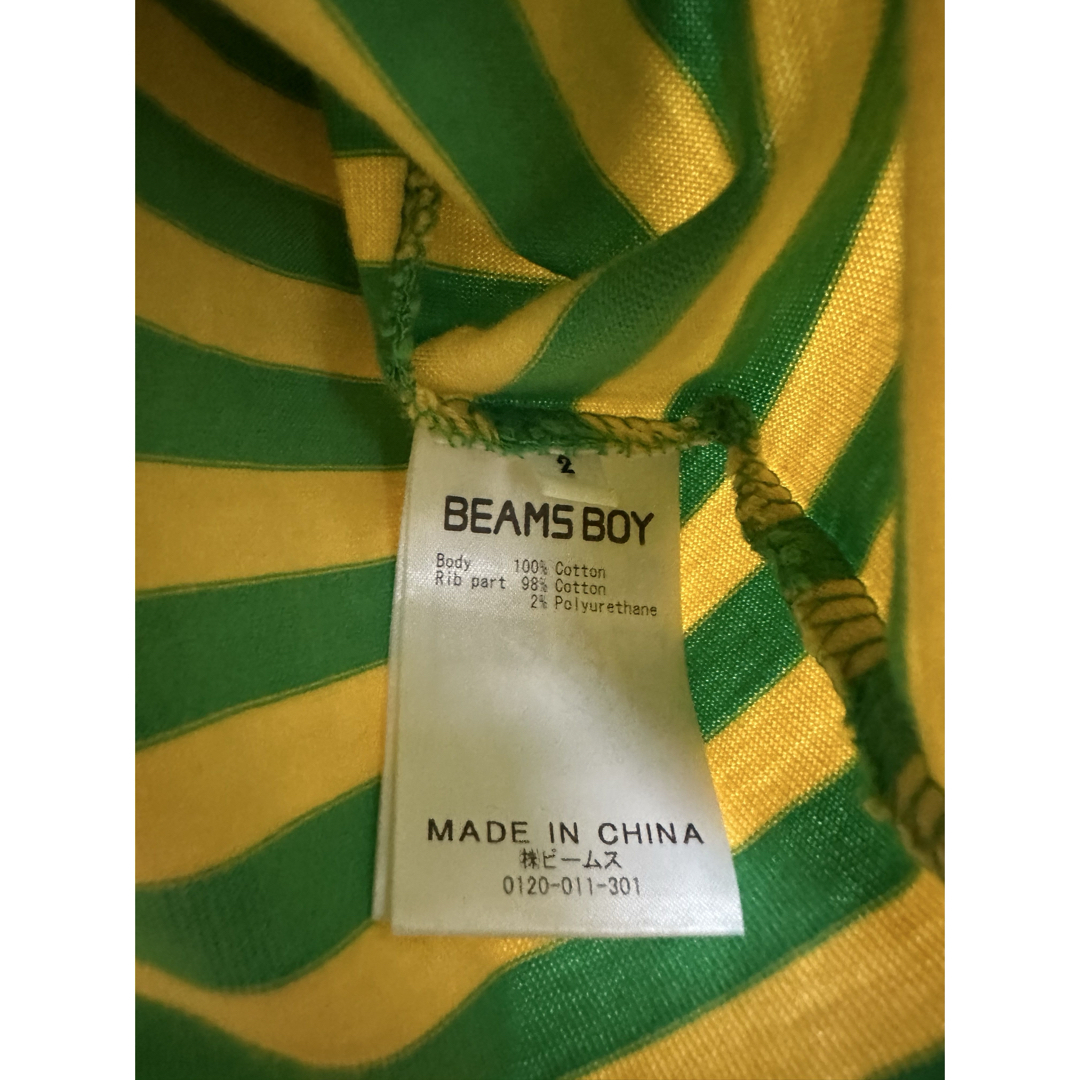 2
BEAMS BOY
Body 100% Cotton
Rib part 98% Cotton
2% Polyurethane
MADE IN CHINA
㈱ビームス
0120-011-301